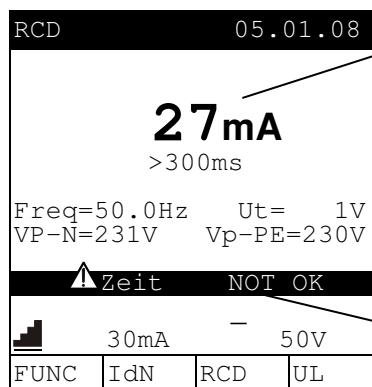 RCD 05.01.08
27mA
>300ms
Freq=50.0Hz Ut= 1V
VP-N=231V Vp-PE=230V
⚠Zeit NOT OK
30mA – 50V
FUNC IdN RCD UL